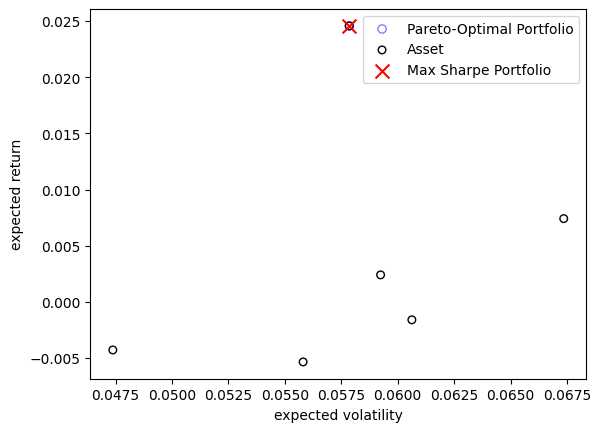 0.025
0.020
0.015
0.010
0.005
0.000
−0.005
expected return
Pareto-Optimal Portfolio
Asset
Max Sharpe Portfolio
0.0475 0.0500 0.0525 0.0550 0.0575 0.0600 0.0625 0.0650 0.0675
expected volatility